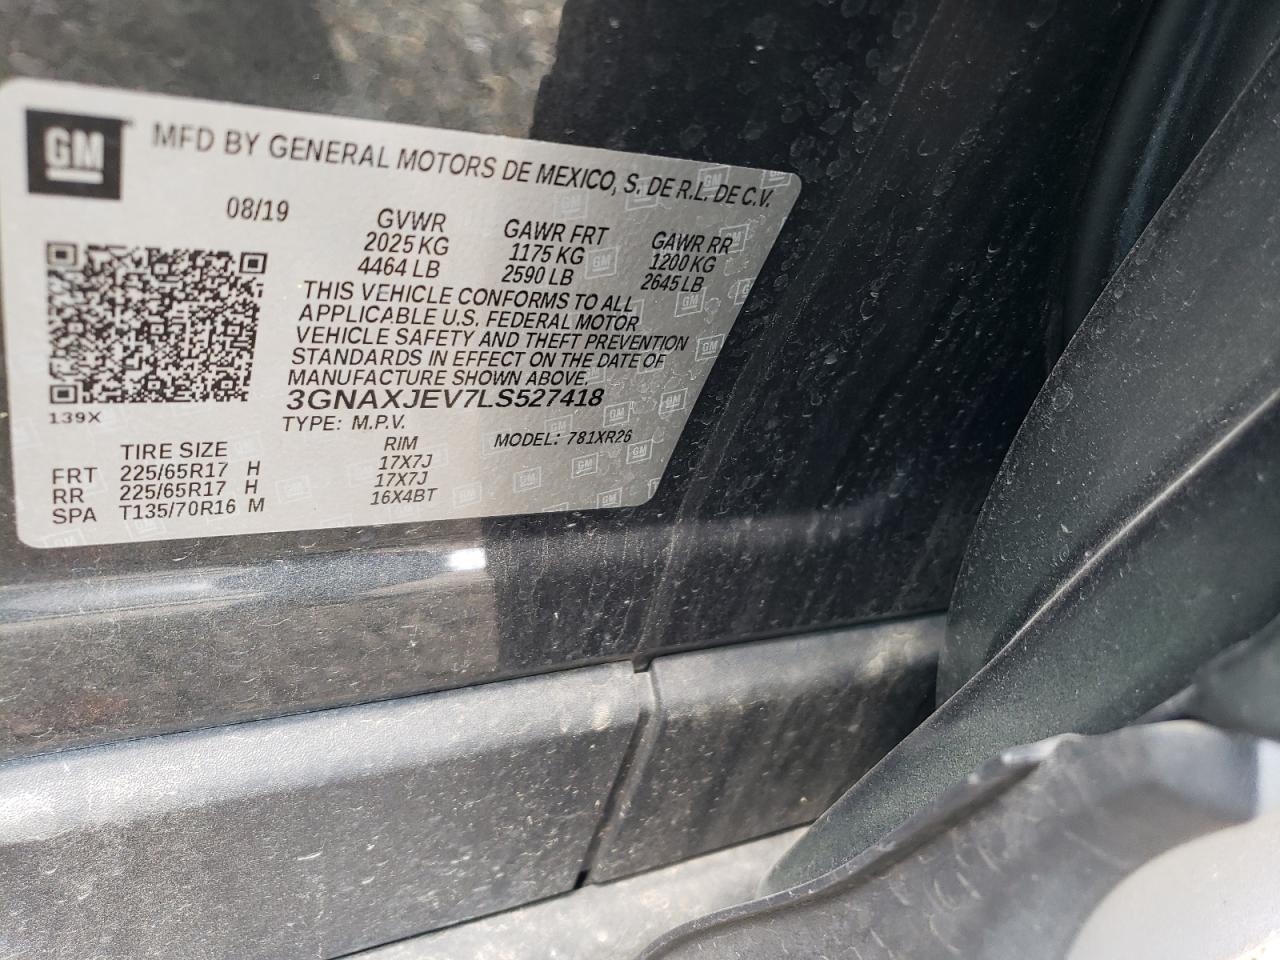 GM MFD BY GENERAL MOTORS DE MEXICO, S. DE R.L. DE C.V.
08/19 GVWR GAWR FRT GAWR RR
2025 KG 1175 KG 1200 KG
4464 LB 2590 LB 2645 LB
THIS VEHICLE CONFORMS TO ALL
APPLICABLE U.S. FEDERAL MOTOR
VEHICLE SAFETY AND THEFT PREVENTION
STANDARDS IN EFFECT ON THE DATE OF
MANUFACTURE SHOWN ABOVE.
3GNAXJEV7LS527418
139X
TYPE: M.P.V. MODEL: 781XR26
TIRE SIZE RIM
FRT 225/65R17 H 17X7J
RR 225/65R17 H 17X7J
SPA T135/70R16 M 16X4BT